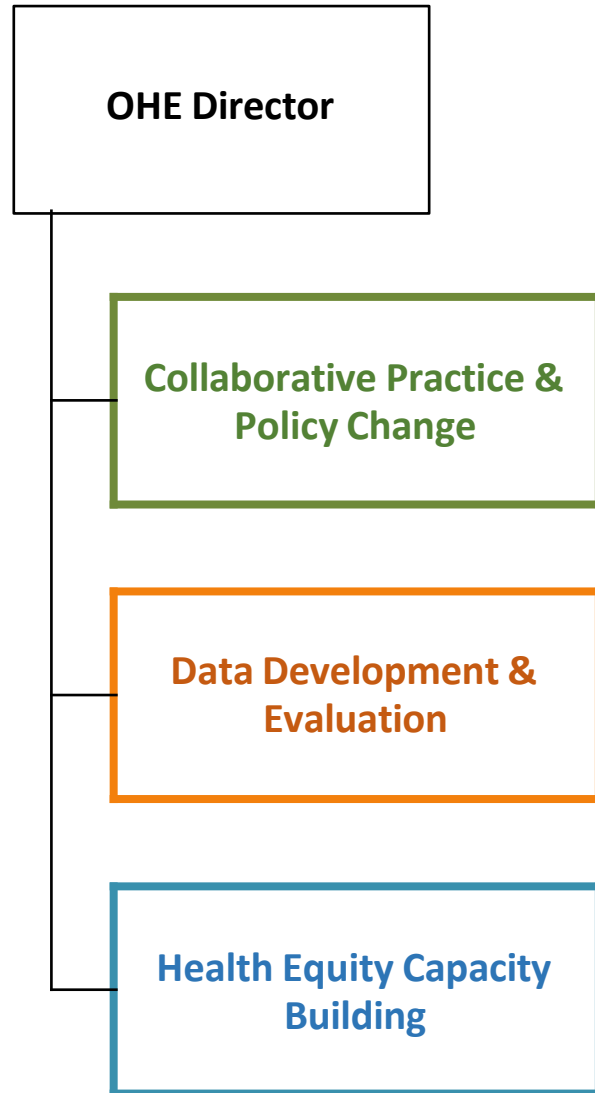 OHE Director
Collaborative Practice &
Policy Change
Data Development &
Evaluation
Health Equity Capacity
Building